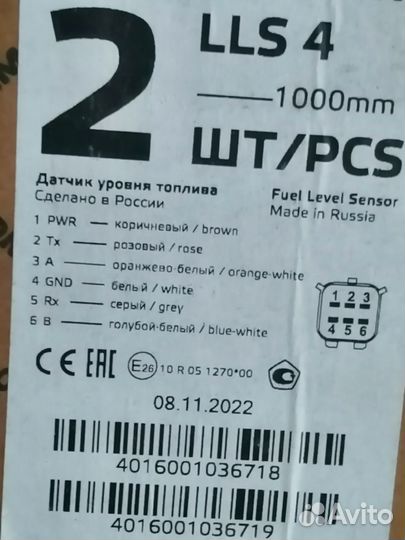 2
LLS 4
1000mm
ШТ/PCS
Датчик уровня топлива
Сделано в России
Fuel Level Sensor
Made in Russia
1 PWR — коричневый / brown
2 Tx — розовый / rose
3 A — оранжево-белый / orange-white
4 GND — белый / white
5 Rx — серый / grey
6 B — голубой-белый / blue-white
1 2 3
4 5 6
CE EAC E26 10 R 05 1270*00
08.11.2022
4016001036718
4016001036719
Avito